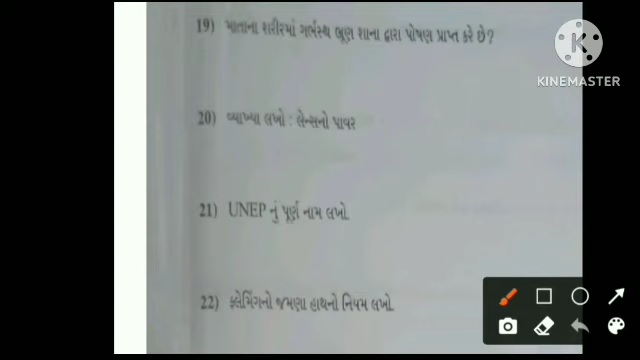 KINEMASTER
19) માતાના શરીરમાં ગર્ભસ્થ ભ્રૂણ શાના દ્વારા પોષણ પ્રાપ્ત કરે છે?
20) વ્યાખ્યા લખો : લેન્સનો પાવર
21) UNEP નું પૂર્ણ નામ લખો.
22) ફ્લેમિંગનો જમણા હાથનો નિયમ લખો.